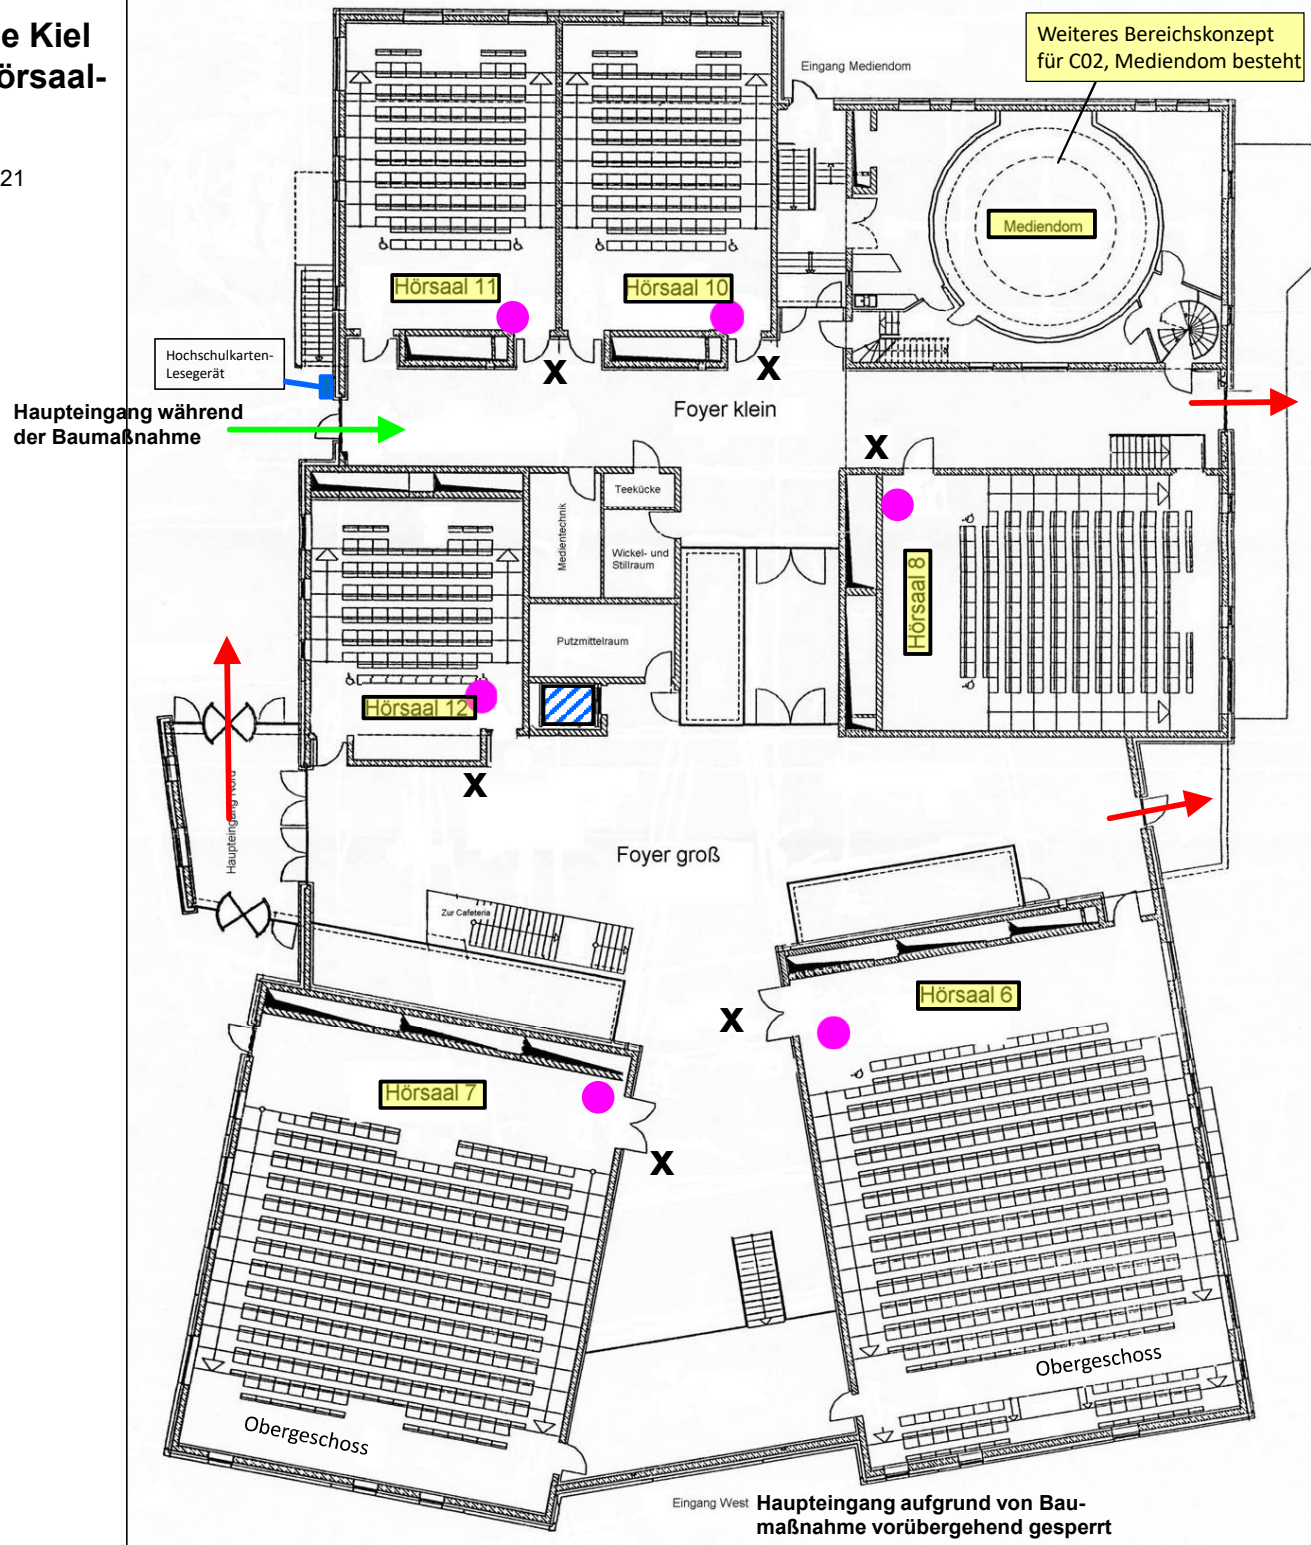 e Kiel
örsaal-
21
Weiteres Bereichskonzept
für C02, Mediendom besteht
Eingang Mediendom
Mediendom
Hörsaal 11
Hörsaal 10
Hochschulkarten-
Lesegerät
Haupteingang während
der Baumaßnahme
Foyer klein
x
x
x
Teekücke
Medientechnik
Wickel- und
Stillraum
Hörsaal 8
Putzmittelraum
Hörsaal 12
x
Haupteingang Nord
Foyer groß
Zur Cafeteria
Hörsaal 6
x
Hörsaal 7
x
Obergeschoss
Obergeschoss
Eingang West
Haupteingang aufgrund von Bau-
maßnahme vorübergehend gesperrt